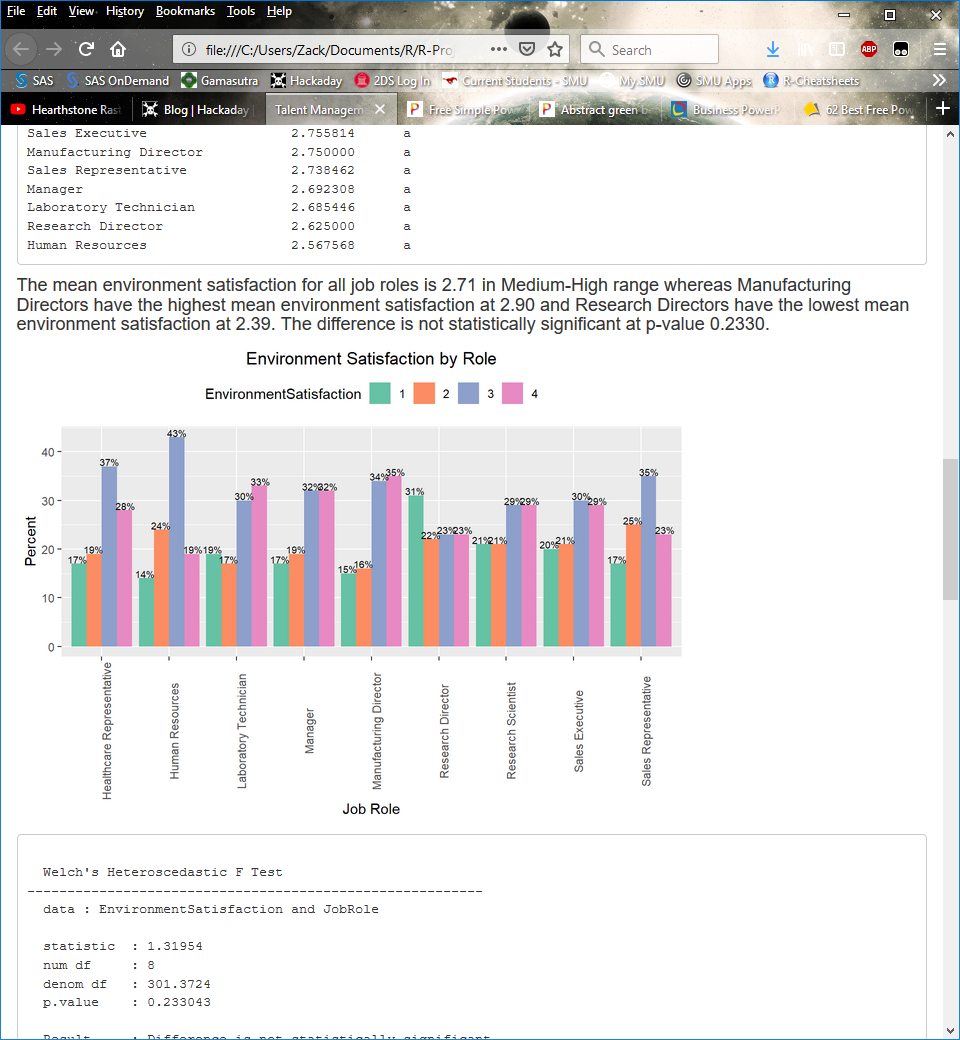 File Edit View History Bookmarks Tools Help
file:///C:/Users/Zack/Documents/R/R-Proj Search ABP
SAS SAS OnDemand Gamasutra Hackaday 2DS Log In Current Students - SMU My SMU SMU Apps R-Cheatsheets
Hearthstone Rast Blog | Hackaday Talent Managem Free Simple Pow Abstract green b Business PowerP 62 Best Free Pow
Sales Executive 2.755814 a
Manufacturing Director 2.750000 a
Sales Representative 2.738462 a
Manager 2.692308 a
Laboratory Technician 2.685446 a
Research Director 2.625000 a
Human Resources 2.567568 a
The mean environment satisfaction for all job roles is 2.71 in Medium-High range whereas Manufacturing
Directors have the highest mean environment satisfaction at 2.90 and Research Directors have the lowest mean
environment satisfaction at 2.39. The difference is not statistically significant at p-value 0.2330.
Environment Satisfaction by Role
EnvironmentSatisfaction 1 2 3 4
Percent
40
30
20
10
0
17% 19% 37% 28%
14% 24% 43% 19%
19% 17% 30% 33%
17% 19% 32% 32%
15% 16% 34% 35%
31% 22% 23% 23%
21% 21% 29% 29%
20% 21% 30% 29%
17% 25% 35% 23%
Healthcare Representative
Human Resources
Laboratory Technician
Manager
Manufacturing Director
Research Director
Research Scientist
Sales Executive
Sales Representative
Job Role
Welch's Heteroscedastic F Test
---------------------------------------------------------
data : EnvironmentSatisfaction and JobRole
statistic : 1.31954
num df : 8
denom df : 301.3724
p.value : 0.233043
Result : Difference is not statistically significant